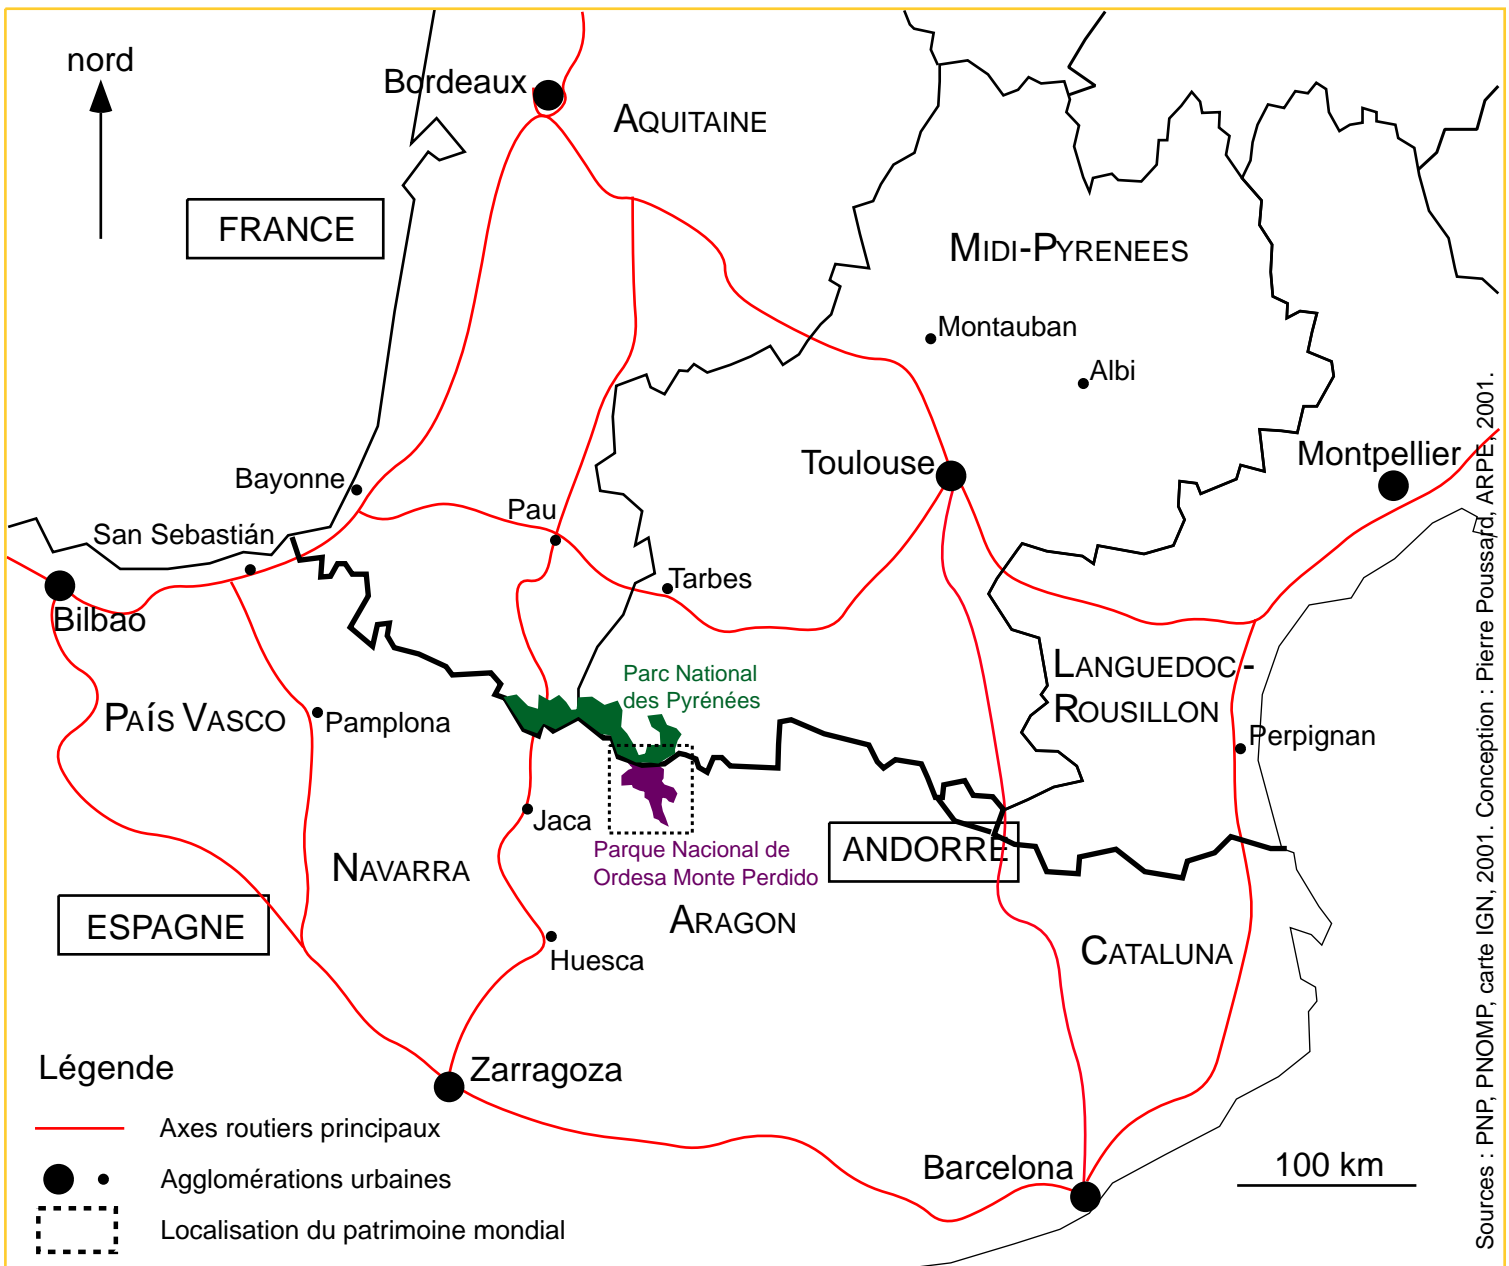 nord
Bordeaux
AQUITAINE
FRANCE
MIDI-PYRENEES
Montauban
Albi
Toulouse
Montpellier
Bayonne
Pau
San Sebastián
Tarbes
Bilbao
Parc National
des Pyrénées
LANGUEDOC-
ROUSILLON
PAÍS VASCO
Pamplona
Perpignan
Jaca
Parque Nacional de
Ordesa Monte Perdido
ANDORRE
NAVARRA
ARAGON
ESPAGNE
Huesca
CATALUNA
Légende
Zarragoza
Axes routiers principaux
Agglomérations urbaines
Localisation du patrimoine mondial
Barcelona
100 km
Sources : PNP, PNOMP, carte IGN, 2001. Conception : Pierre Poussard, ARPE, 2001.